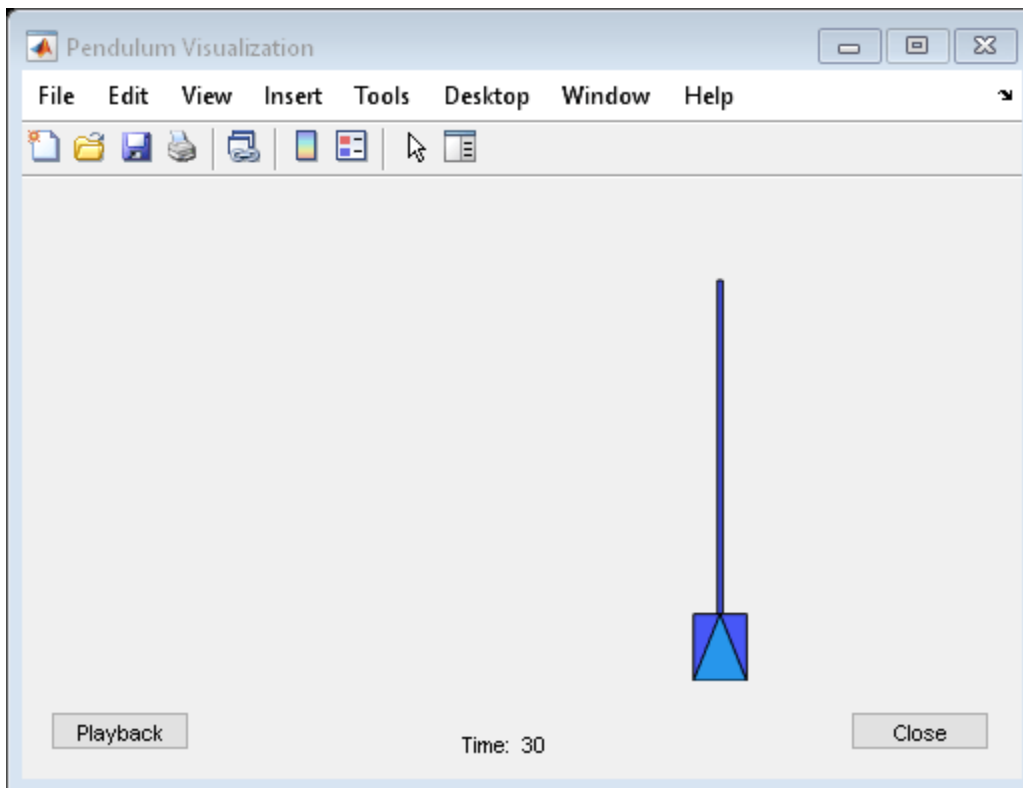 Pendulum Visualization
File Edit View Insert Tools Desktop Window Help
Playback
Time: 30
Close